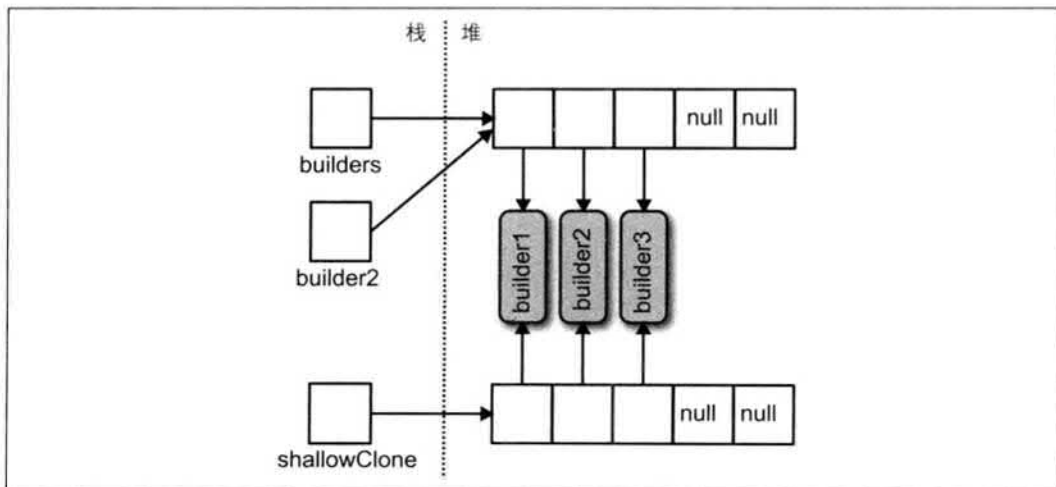 栈 堆
null null
builders
builder1 builder2 builder3
builder2
null null
shallowClone